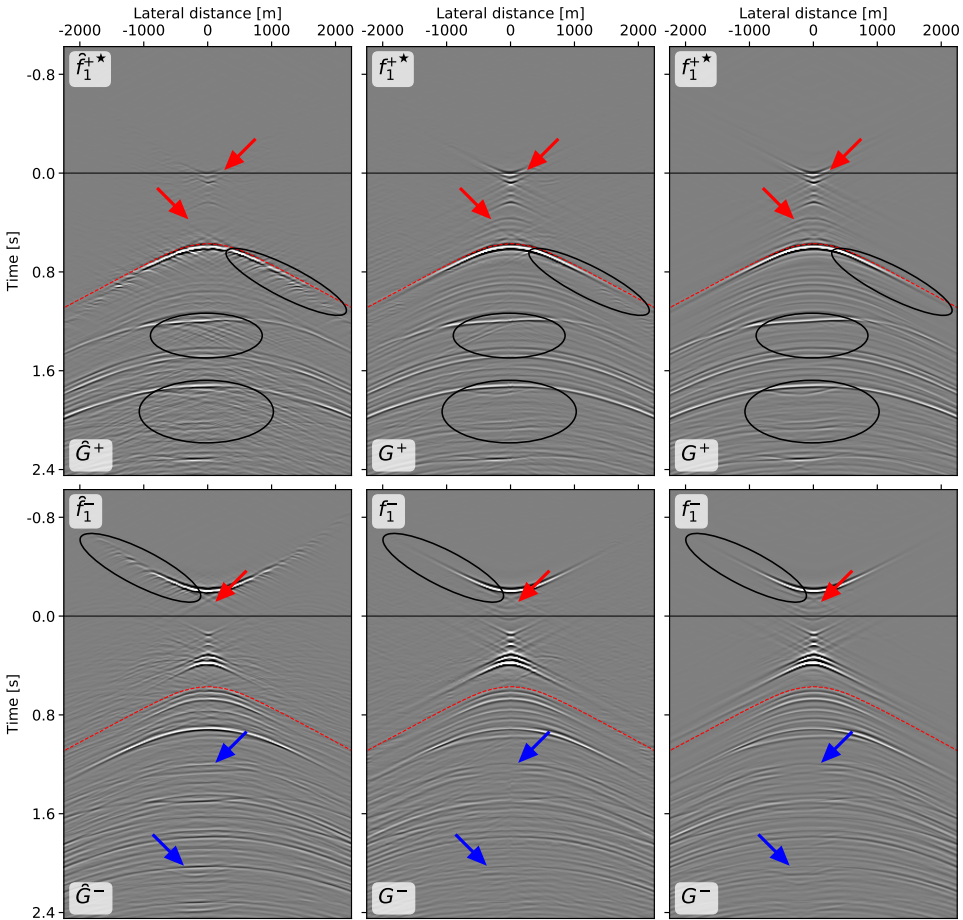 Lateral distance [m] Lateral distance [m] Lateral distance [m]
-2000 -1000 0 1000 2000 -2000 -1000 0 1000 2000 -2000 -1000 0 1000 2000
f̂₁⁺★ f₁⁺★ f₁⁺★
-0.8
0.0
Time [s]
0.8
1.6
Ĝ⁺ G⁺ G⁺
2.4
f̂₁⁻ f₁⁻ f₁⁻
-0.8
0.0
Time [s]
0.8
1.6
Ĝ⁻ G⁻ G⁻
2.4